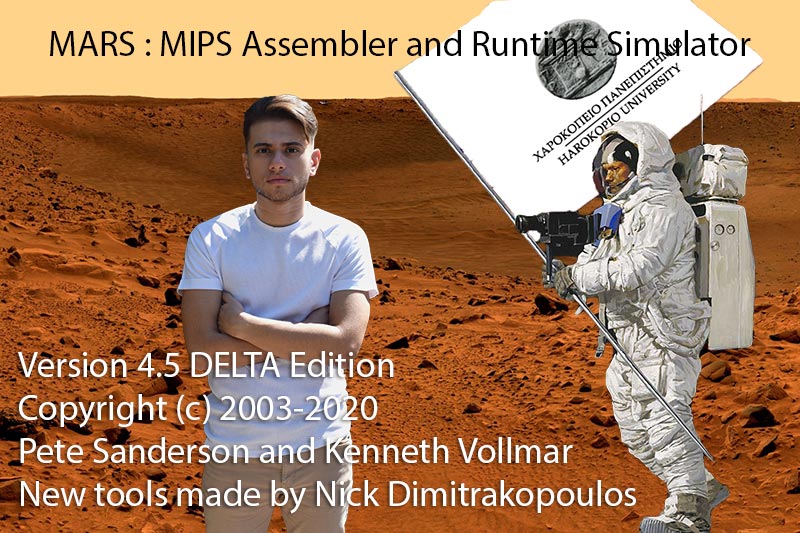 MARS : MIPS Assembler and Runtime Simulator
ΧΑΡΟΚΟΠΕΙΟ ΠΑΝΕΠΙΣΤΗΜΙΟ
HAROKOPIO UNIVERSITY
Version 4.5 DELTA Edition
Copyright (c) 2003-2020
Pete Sanderson and Kenneth Vollmar
New tools made by Nick Dimitrakopoulos